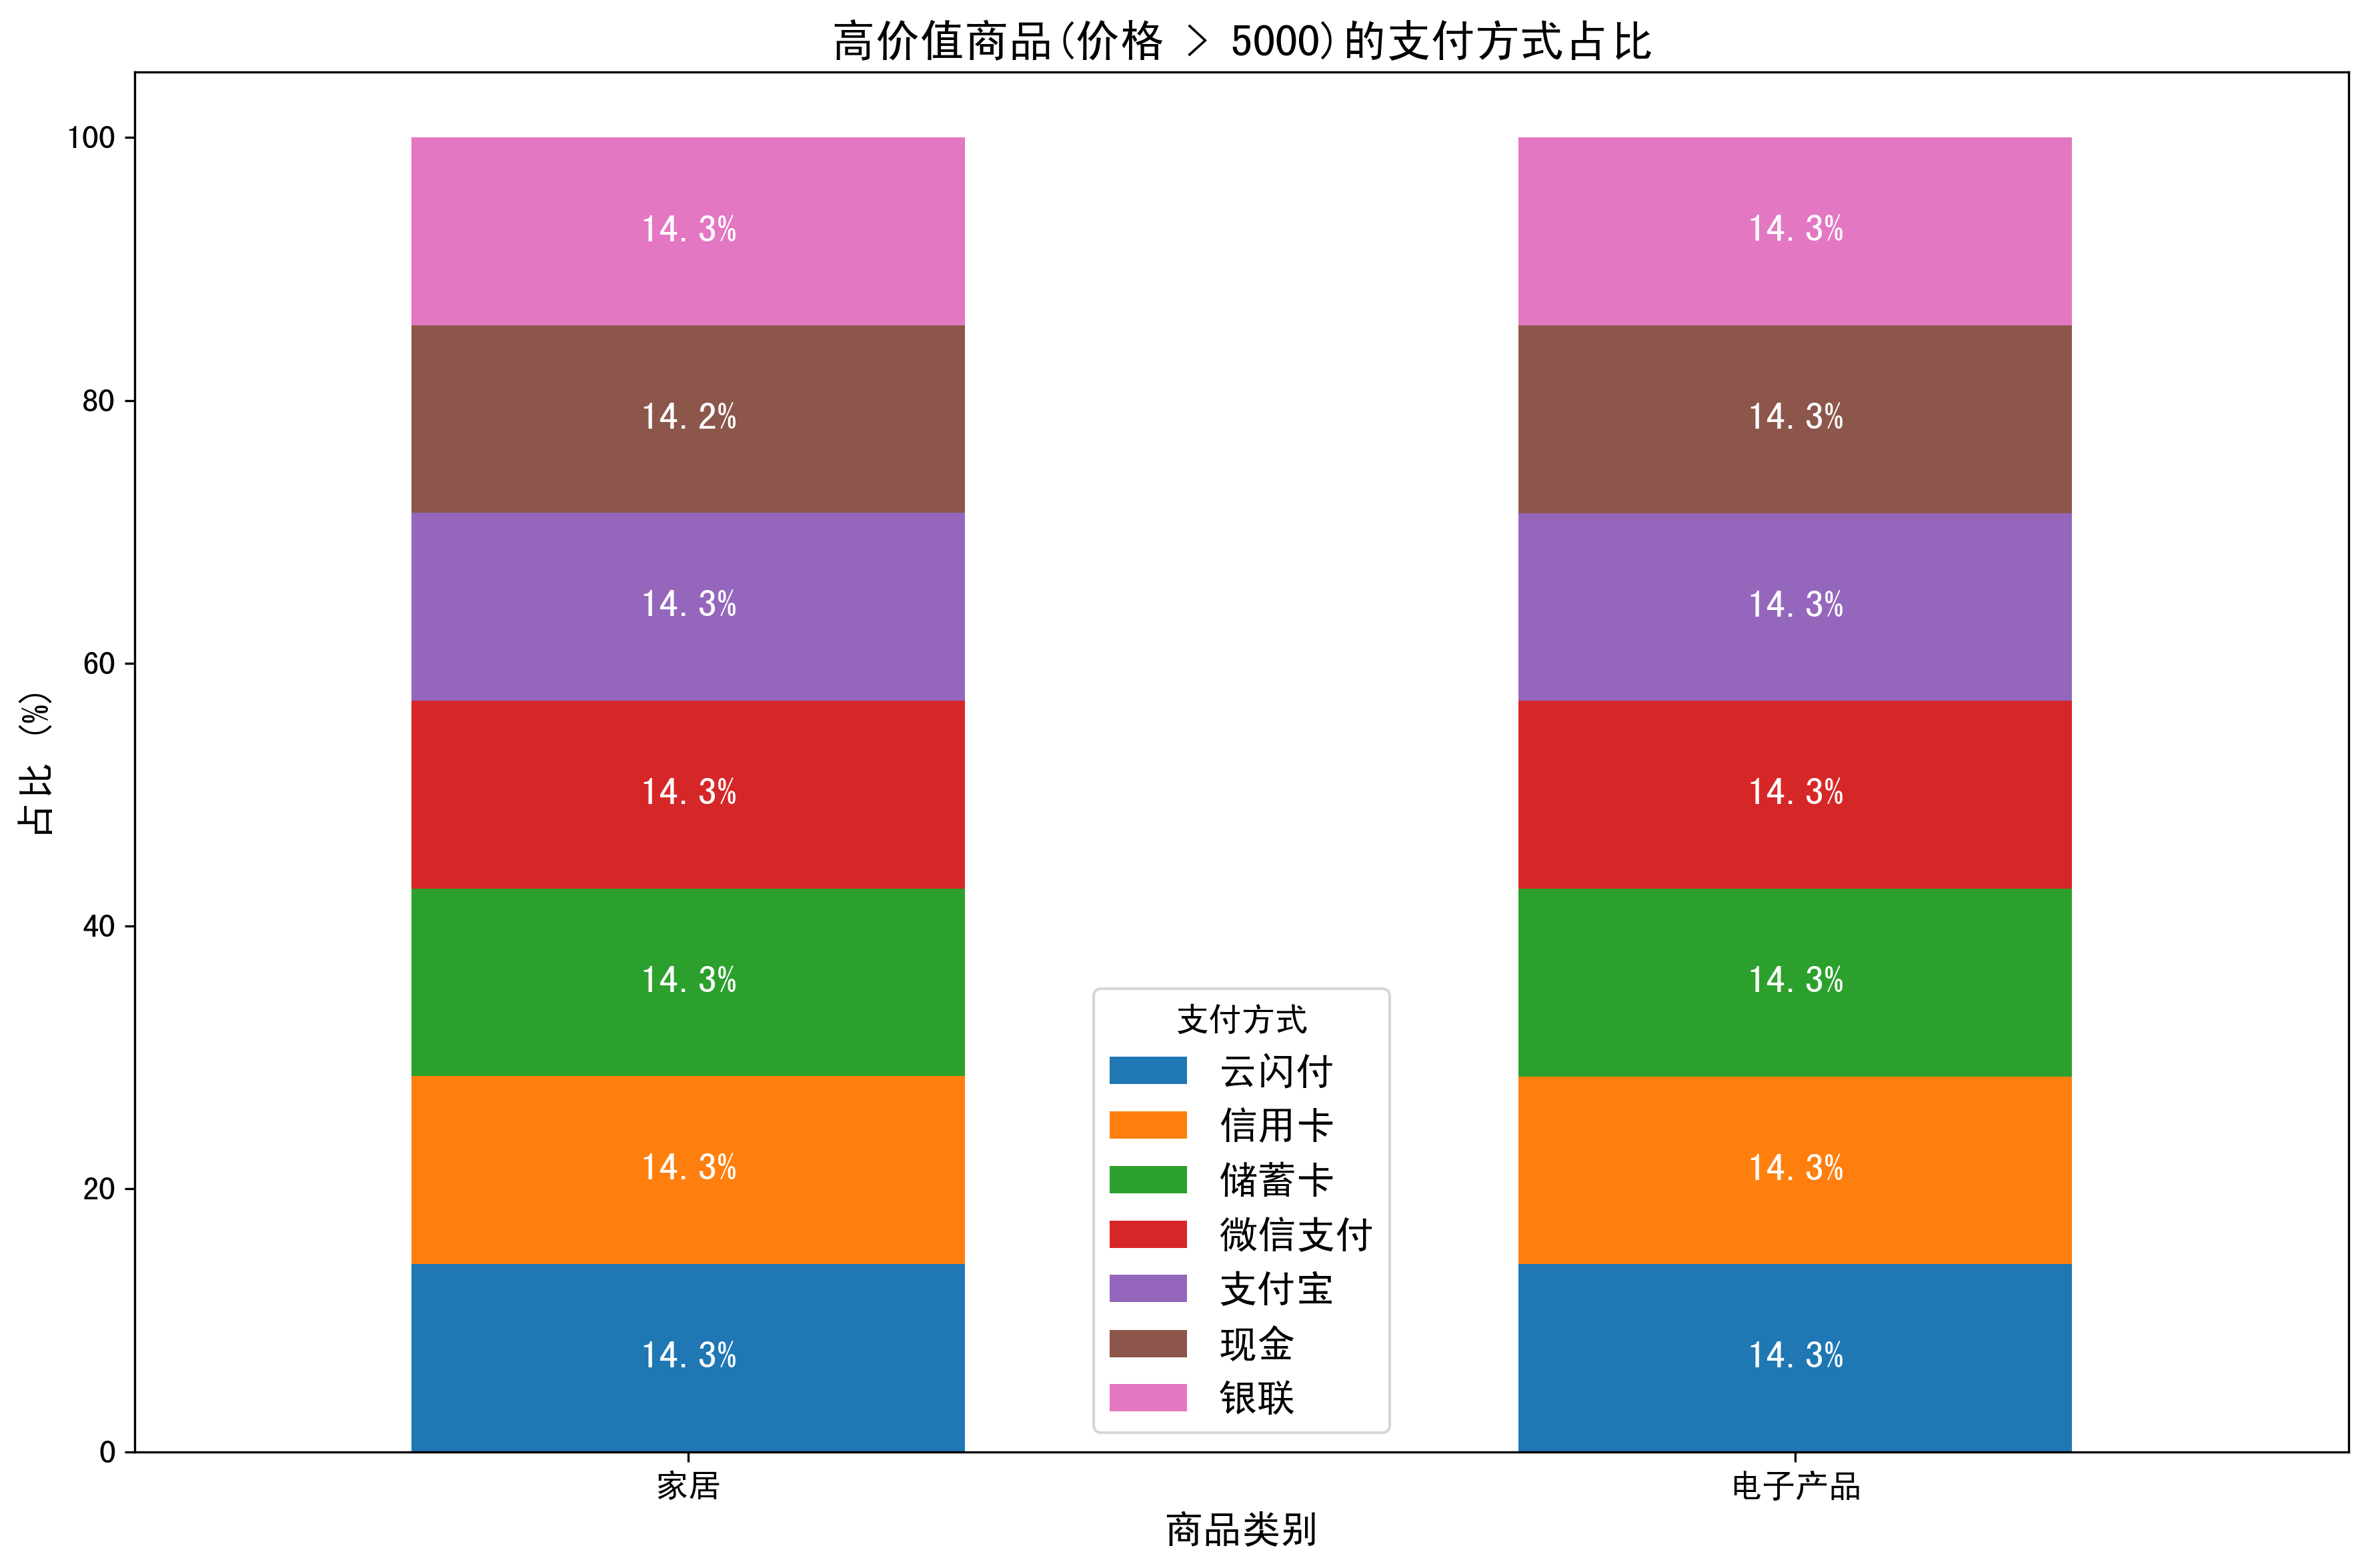 高价值商品(价格 > 5000)的支付方式占比
占比 (%)
100
80
60
40
20
0
14.3%
14.2%
14.3%
14.3%
14.3%
14.3%
14.3%
14.3%
14.3%
14.3%
14.3%
14.3%
14.3%
14.3%
支付方式
云闪付
信用卡
储蓄卡
微信支付
支付宝
现金
银联
家居
电子产品
商品类别